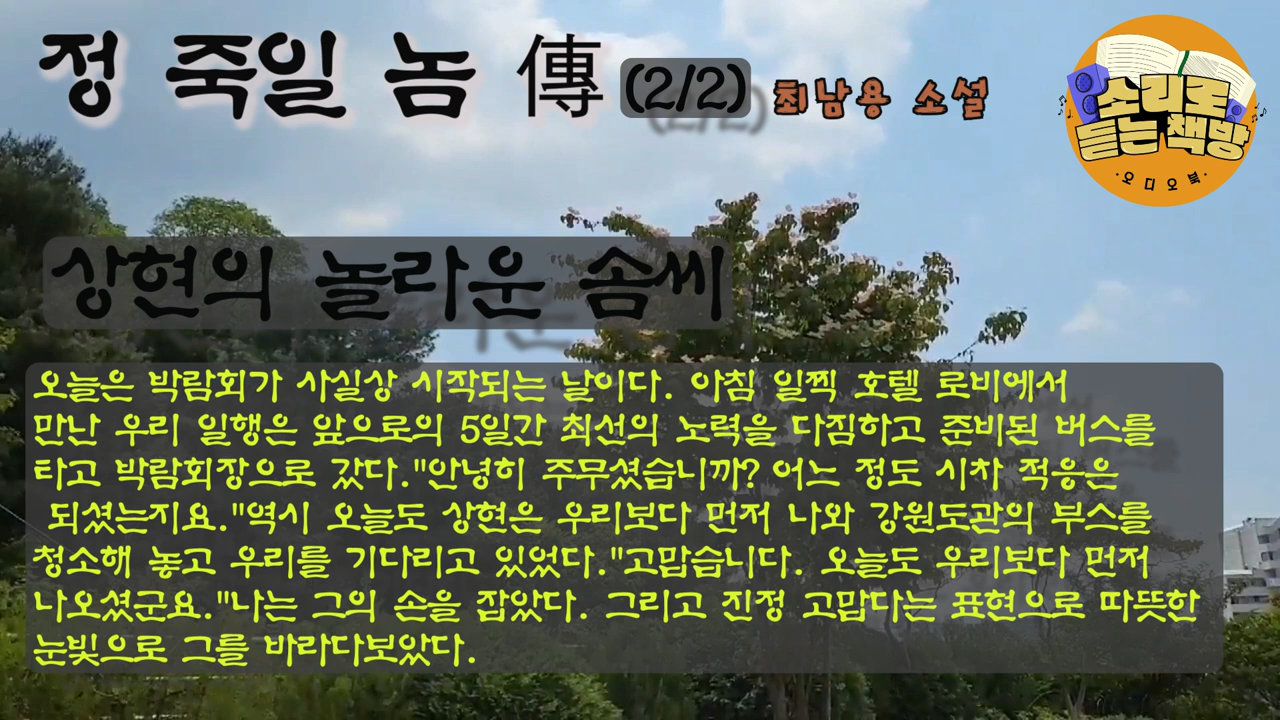 정 죽일 놈 傳 (2/2) 최남용 소설
소리로
듣는 책방
·오디오북·
상현의 놀라운 솜씨
오늘은 박람회가 사실상 시작되는 날이다. 아침 일찍 호텔 로비에서
만난 우리 일행은 앞으로의 5일간 최선의 노력을 다짐하고 준비된 버스를
타고 박람회장으로 갔다."안녕히 주무셨습니까? 어느 정도 시차 적응은
되셨는지요."역시 오늘도 상현은 우리보다 먼저 나와 강원도관의 부스를
청소해 놓고 우리를 기다리고 있었다."고맙습니다. 오늘도 우리보다 먼저
나오셨군요."나는 그의 손을 잡았다. 그리고 진정 고맙다는 표현으로 따뜻한
눈빛으로 그를 바라다보았다.